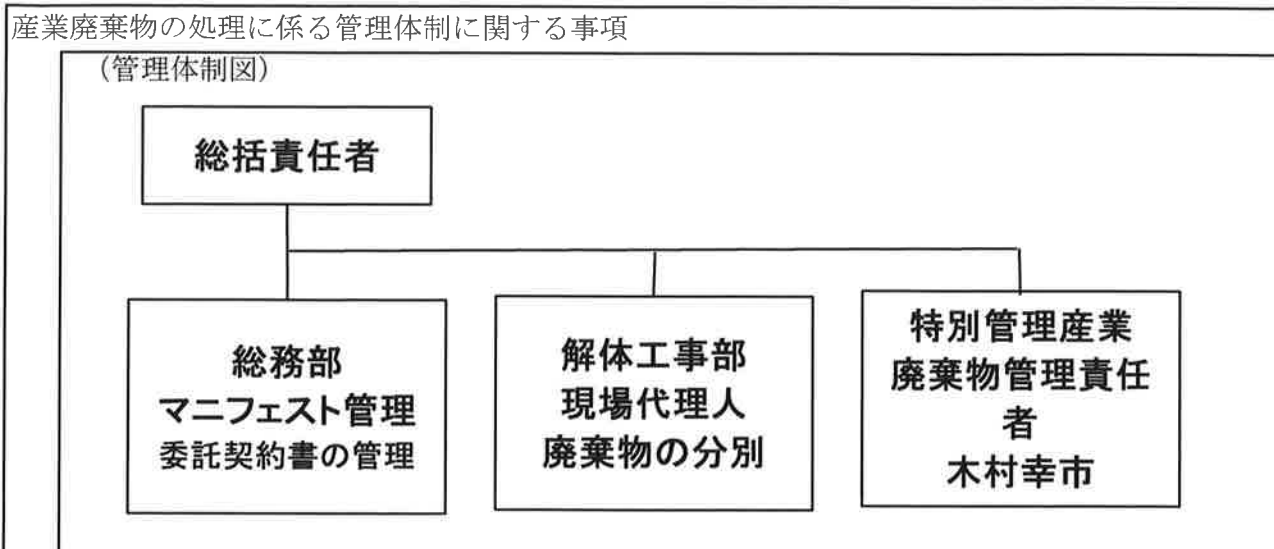 産業廃棄物の処理に係る管理体制に関する事項
（管理体制図）
総括責任者
総務部
マニフェスト管理
委託契約書の管理
解体工事部
現場代理人
廃棄物の分別
特別管理産業
廃棄物管理責任
者
木村幸市